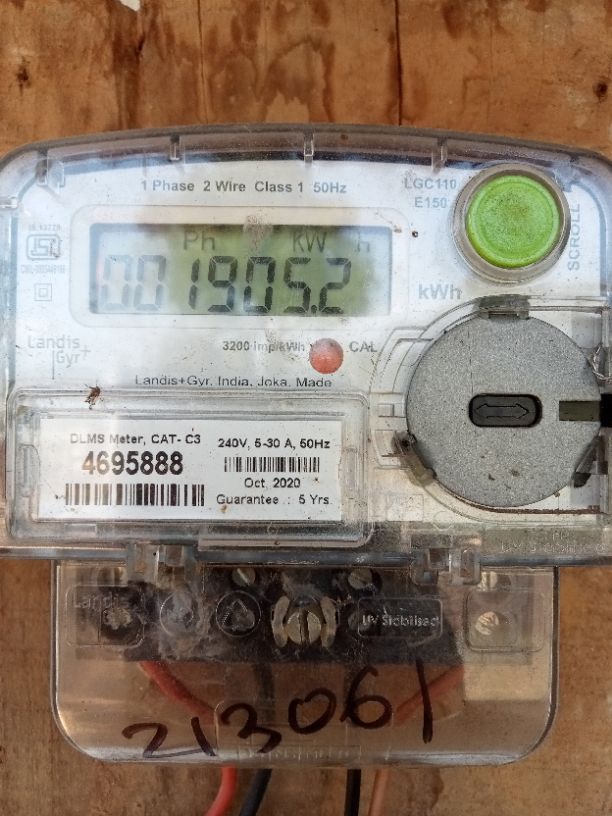 1 Phase 2 Wire Class 1 50Hz
LGC110
E150
SCROLL
Ph kW h
001905.2
kWh
Landis
Gyr+
3200 imp/kWh CAL
Landis+Gyr, India, Joka, Made
DLMS Meter, CAT- C3
4695888
240V, 5-30 A, 50Hz
Oct, 2020
Guarantee .: 5 Yrs.
Landis
UV Stabilised
213061